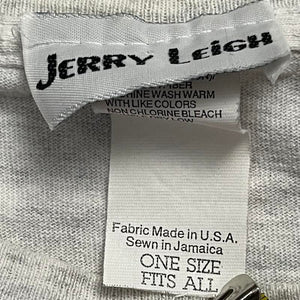 JERRY LEIGH
WASH WARM
WITH LIKE COLORS
NON CHLORINE BLEACH
LOW
Fabric Made in U.S.A.
Sewn in Jamaica
ONE SIZE
FITS ALL